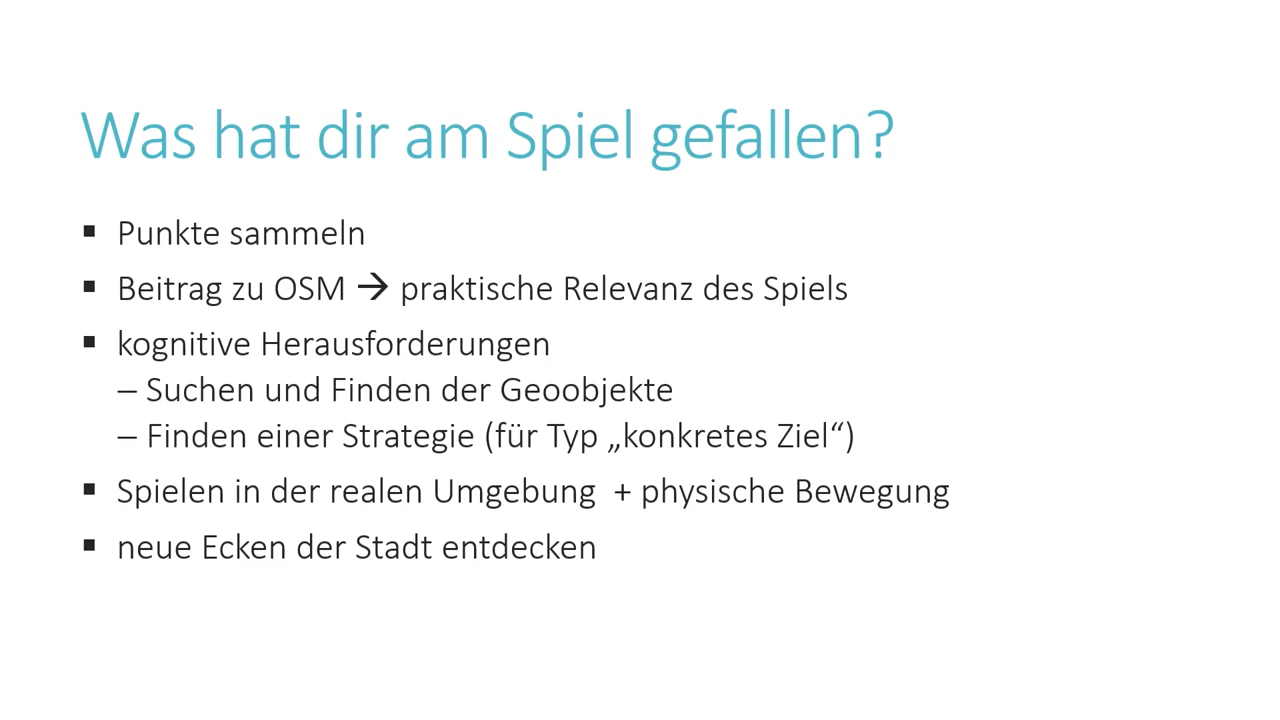 Was hat dir am Spiel gefallen?
▪ Punkte sammeln
▪ Beitrag zu OSM → praktische Relevanz des Spiels
▪ kognitive Herausforderungen
– Suchen und Finden der Geoobjekte
– Finden einer Strategie (für Typ „konkretes Ziel“)
▪ Spielen in der realen Umgebung + physische Bewegung
▪ neue Ecken der Stadt entdecken